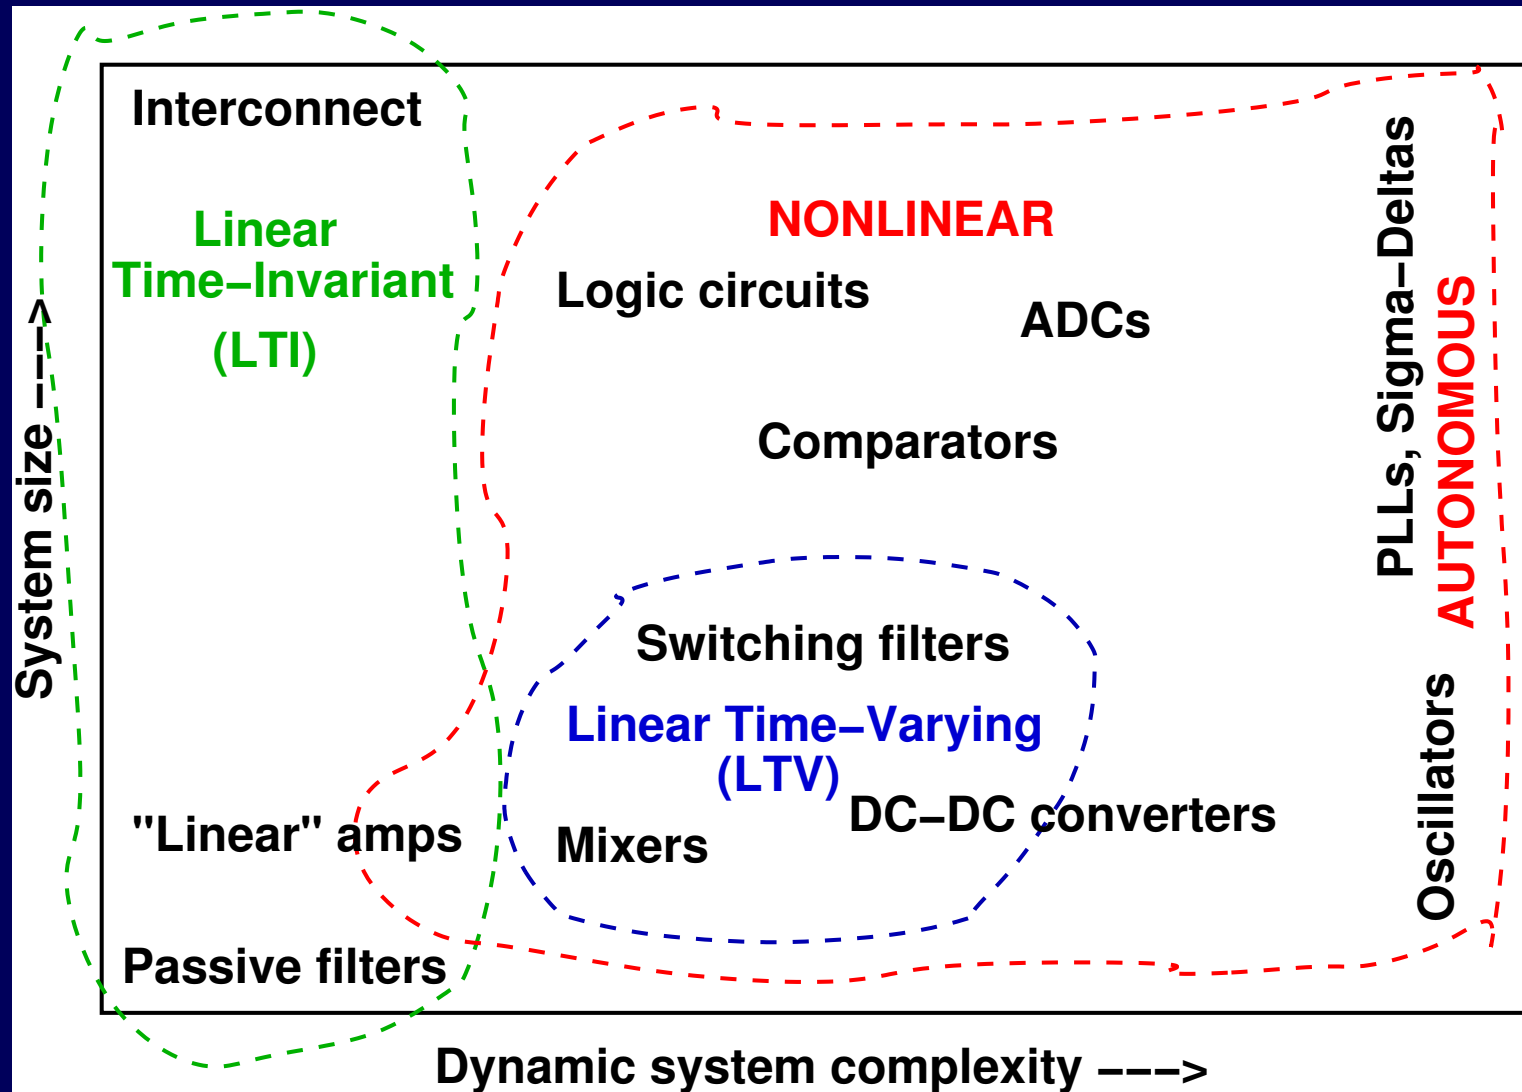 Interconnect
Linear
Time–Invariant
(LTI)
NONLINEAR
Logic circuits
ADCs
Comparators
PLLs, Sigma–Deltas
AUTONOMOUS
System size –––>
Switching filters
Linear Time–Varying
(LTV)
DC–DC converters
"Linear" amps
Mixers
Oscillators
Passive filters
Dynamic system complexity –––>